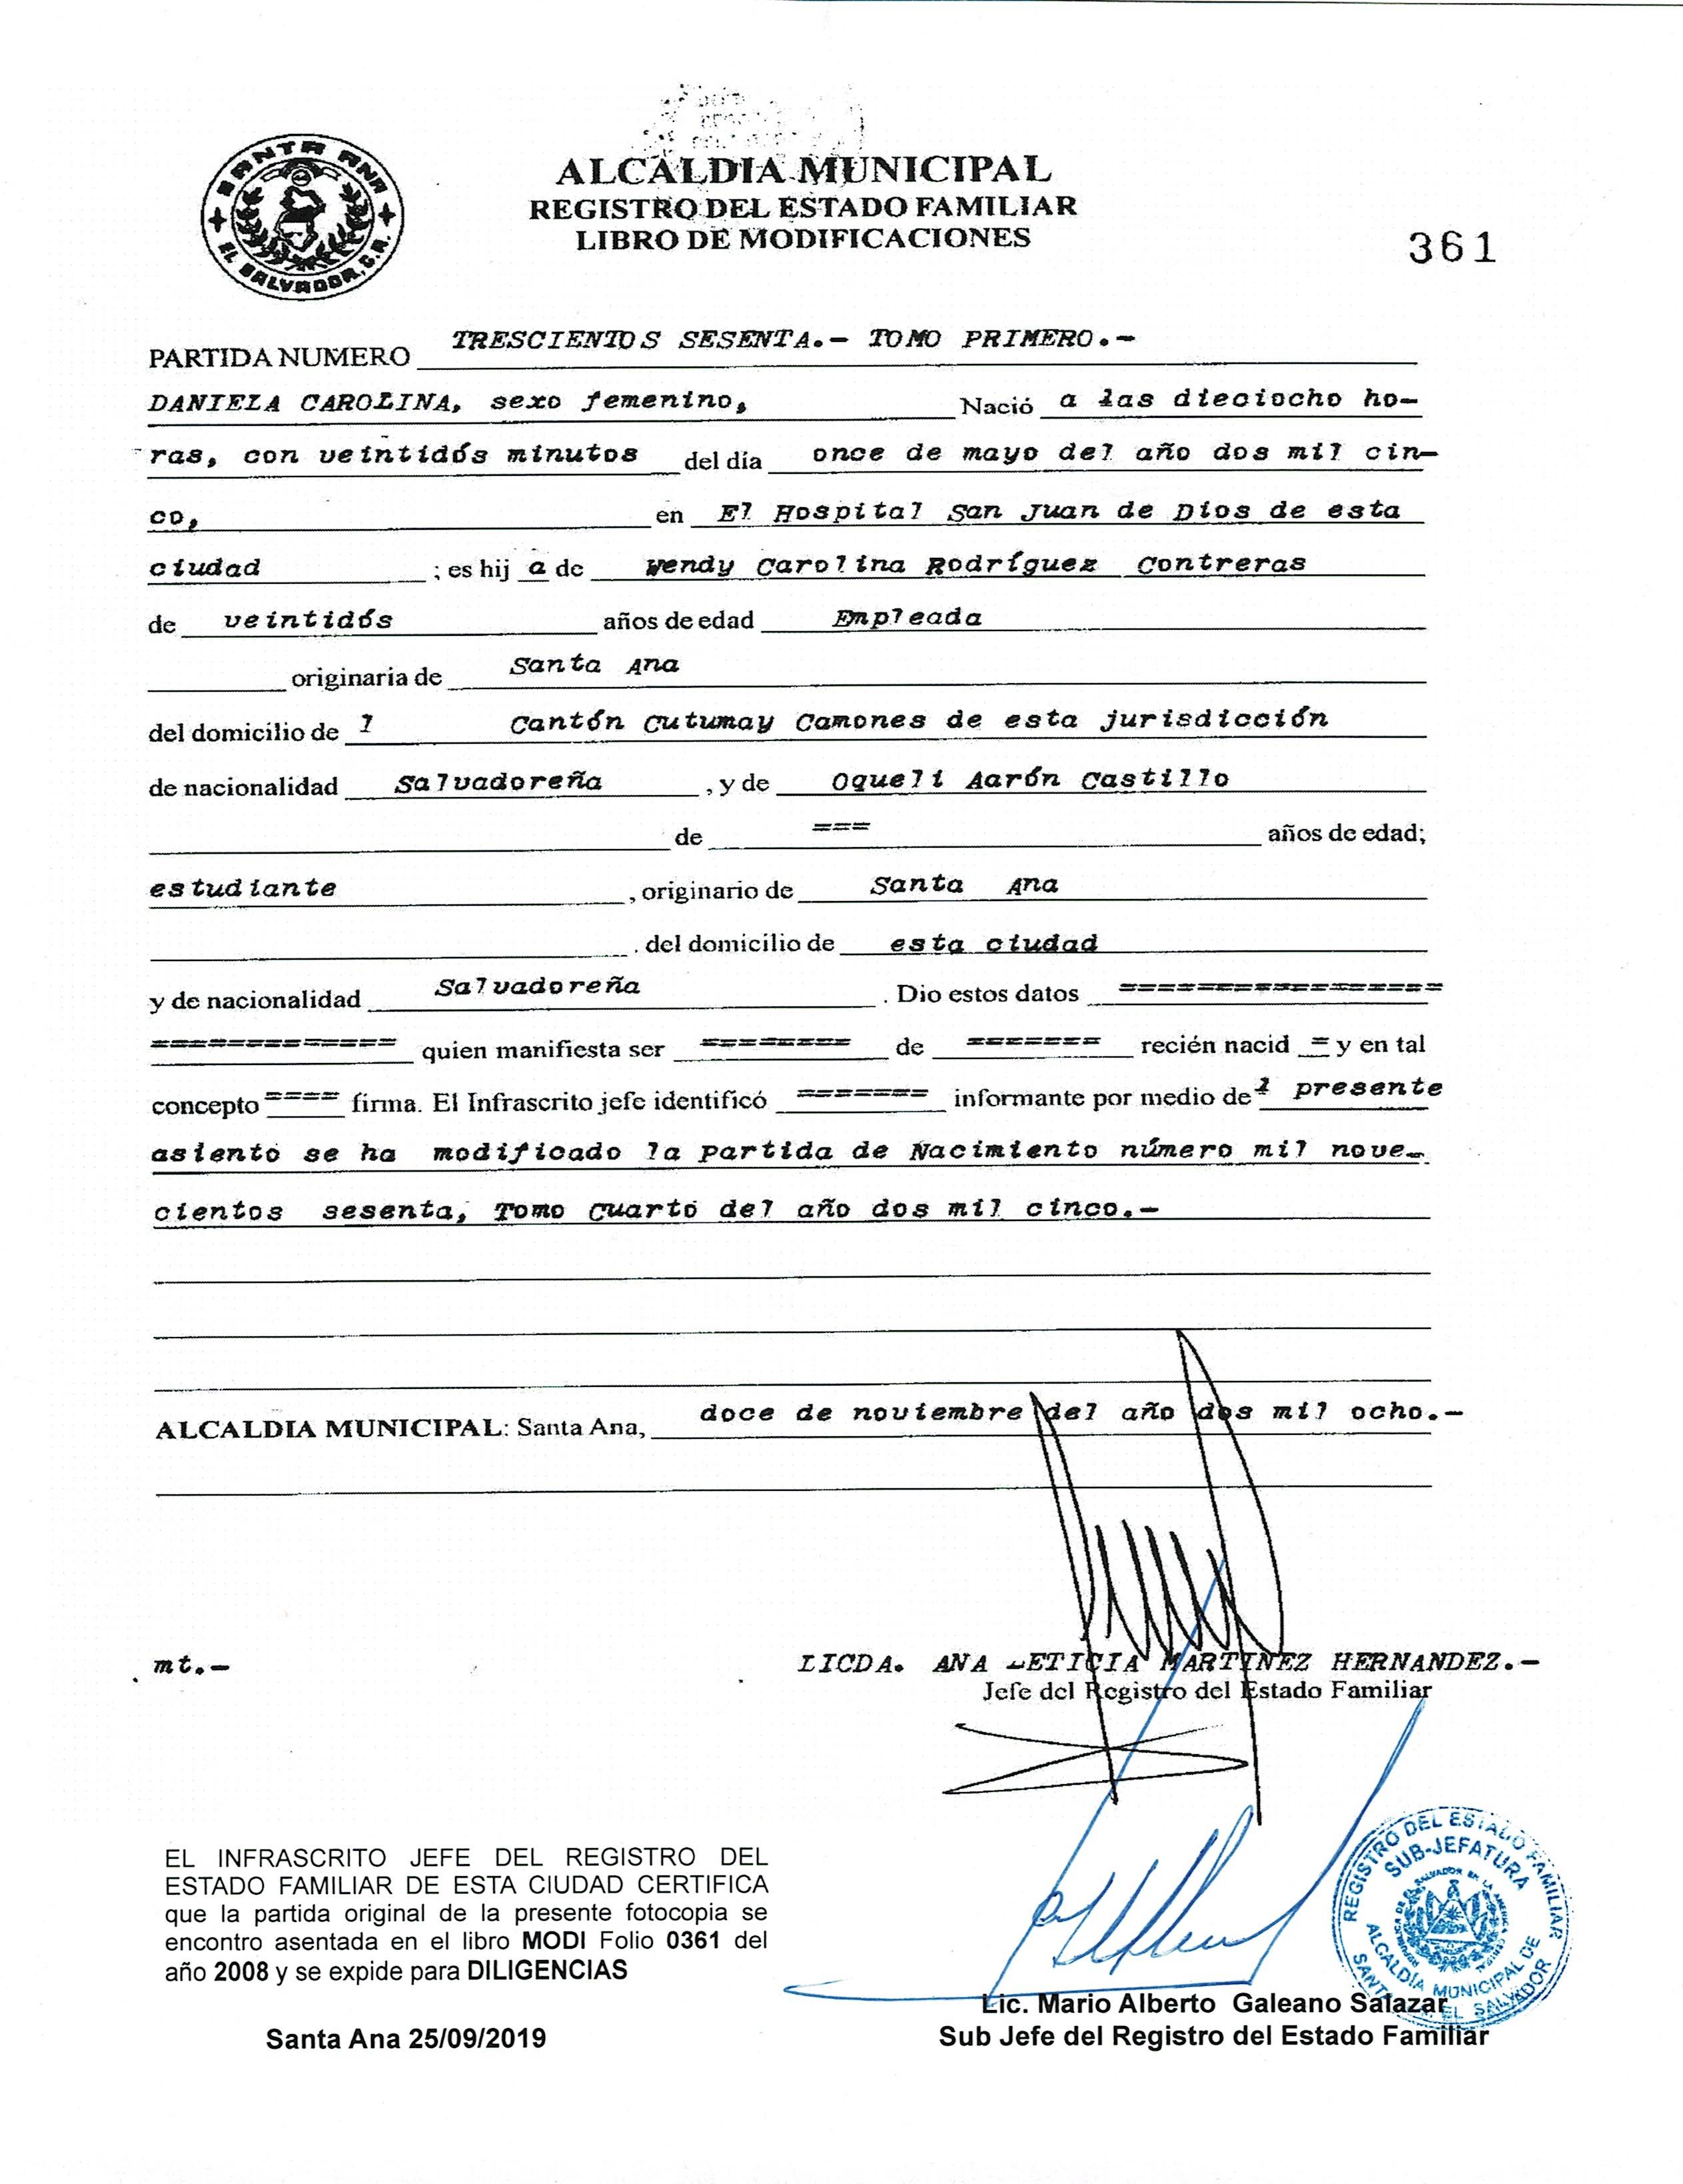 SANTA ANA
EL SALVADOR, C.A.
ALCALDIA MUNICIPAL
REGISTRO DEL ESTADO FAMILIAR
LIBRO DE MODIFICACIONES
361
PARTIDA NUMERO TRESCIENTOS SESENTA.- TOMO PRIMERO.-
DANIELA CAROLINA, sexo femenino, Nació a las dieciocho ho-
ras, con veintidós minutos del día once de mayo del año dos mil cin-
co, en El Hospital San Juan de Dios de esta
ciudad ; es hij a de Wendy Carolina Rodríguez Contreras
de veintidós años de edad Empleada
originaria de Santa Ana
del domicilio de l Cantón Cutumay Camones de esta jurisdicción
de nacionalidad Salvadoreña , y de Oquelí Aarón Castillo
de === años de edad;
estudiante , originario de Santa Ana
. del domicilio de esta ciudad
y de nacionalidad Salvadoreña . Dio estos datos =================
============= quien manifiesta ser ======== de ======= recién nacid = y en tal
concepto ==== firma. El Infrascrito jefe identificó ======= informante por medio de l presente
asiento se ha modificado la Partida de Nacimiento número mil nove-
cientos sesenta, Tomo Cuarto del año dos mil cinco.-
ALCALDIA MUNICIPAL: Santa Ana, doce de noviembre del año dos mil ocho.-
mt.-
LICDA. ANA LETICIA MARTINEZ HERNANDEZ.-
Jefe del Registro del Estado Familiar
EL INFRASCRITO JEFE DEL REGISTRO DEL
ESTADO FAMILIAR DE ESTA CIUDAD CERTIFICA
que la partida original de la presente fotocopia se
encontro asentada en el libro MODI Folio 0361 del
año 2008 y se expide para DILIGENCIAS
Santa Ana 25/09/2019
REGISTRO DEL ESTADO FAMILIAR
SUB-JEFATURA
ALCALDÍA MUNICIPAL DE
SANTA EL SALVADOR
Lic. Mario Alberto Galeano Salazar
Sub Jefe del Registro del Estado Familiar